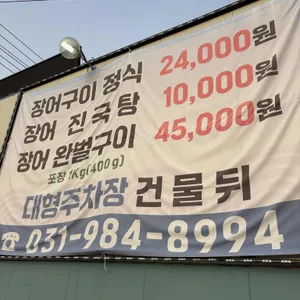 장어구이 정식 24,000원
장어 진국탕 10,000원
장어 완벌구이 45,000원
포장 1Kg(400g)
대형주차장 건물뒤
☎ 031-984-8994